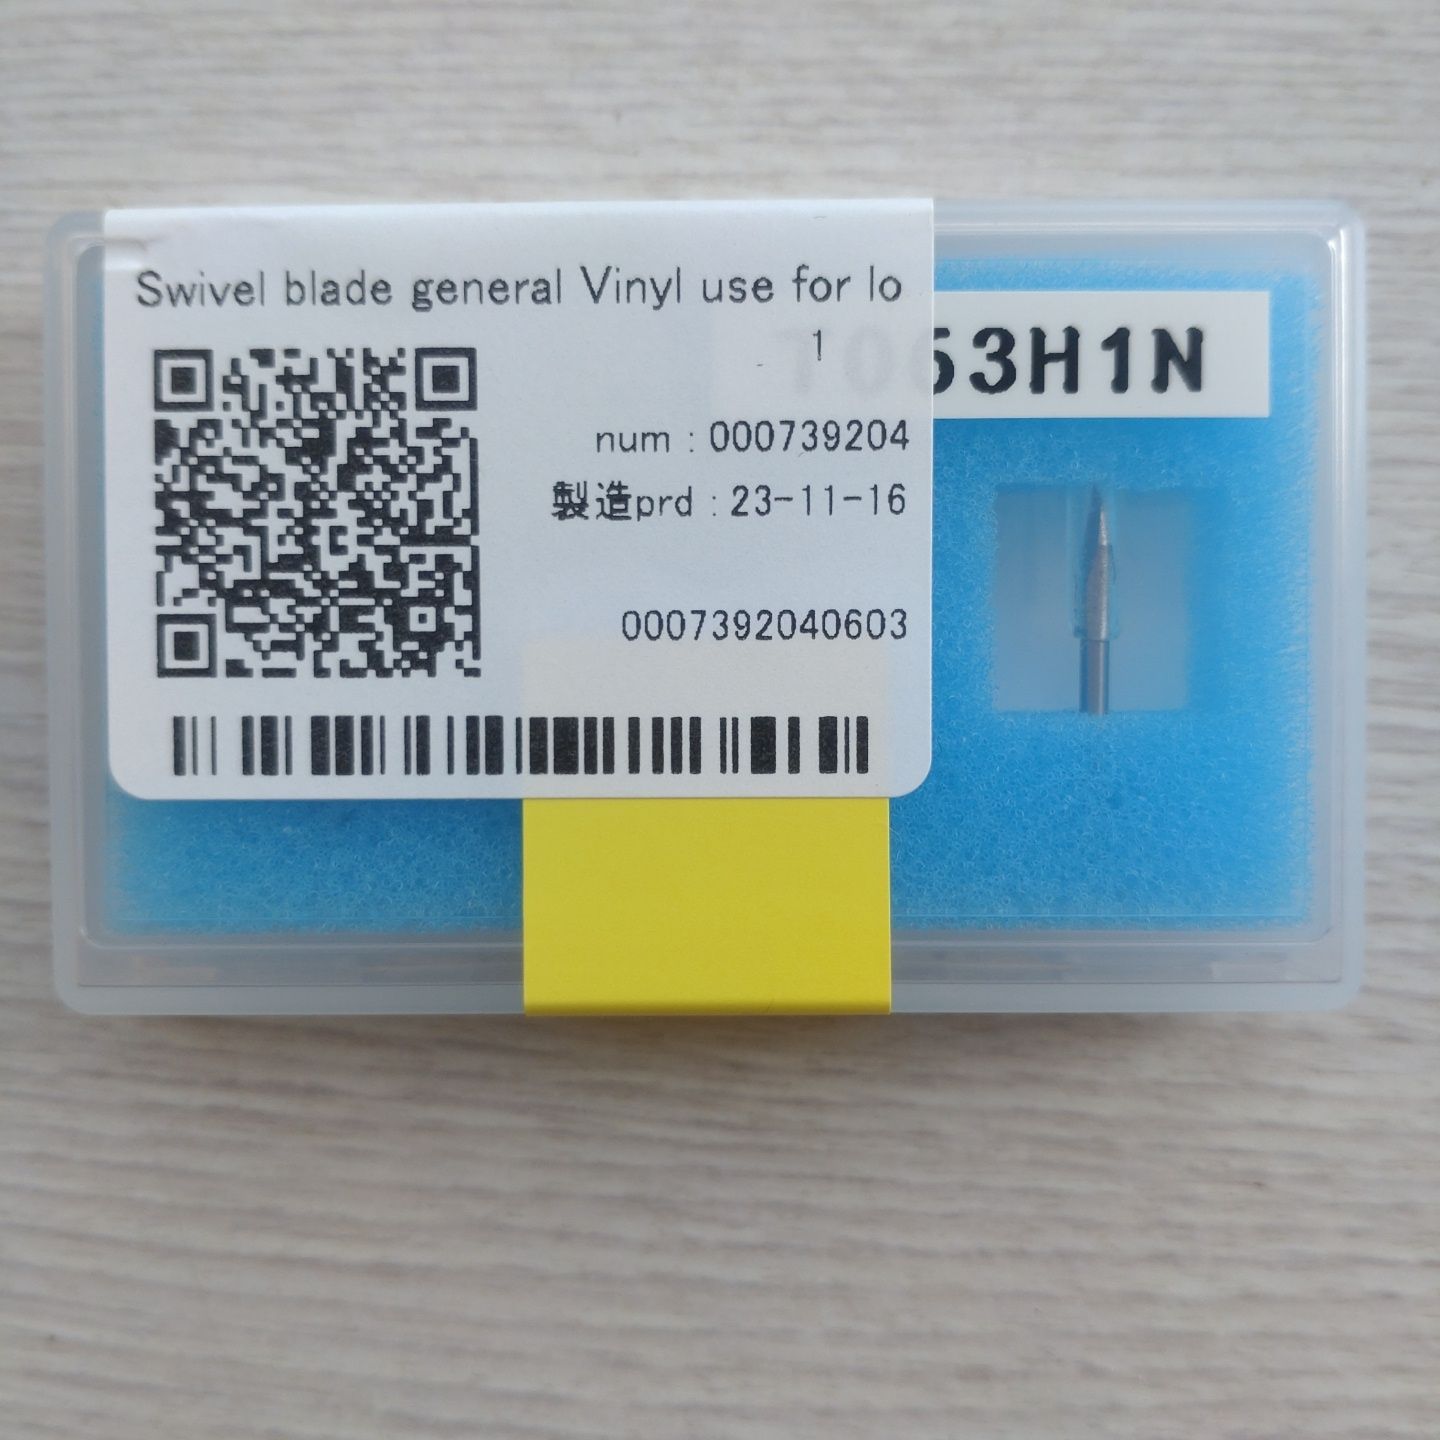 Swivel blade general Vinyl use for lo
1
T063H1N
num : 000739204
製造prd : 23-11-16
0007392040603